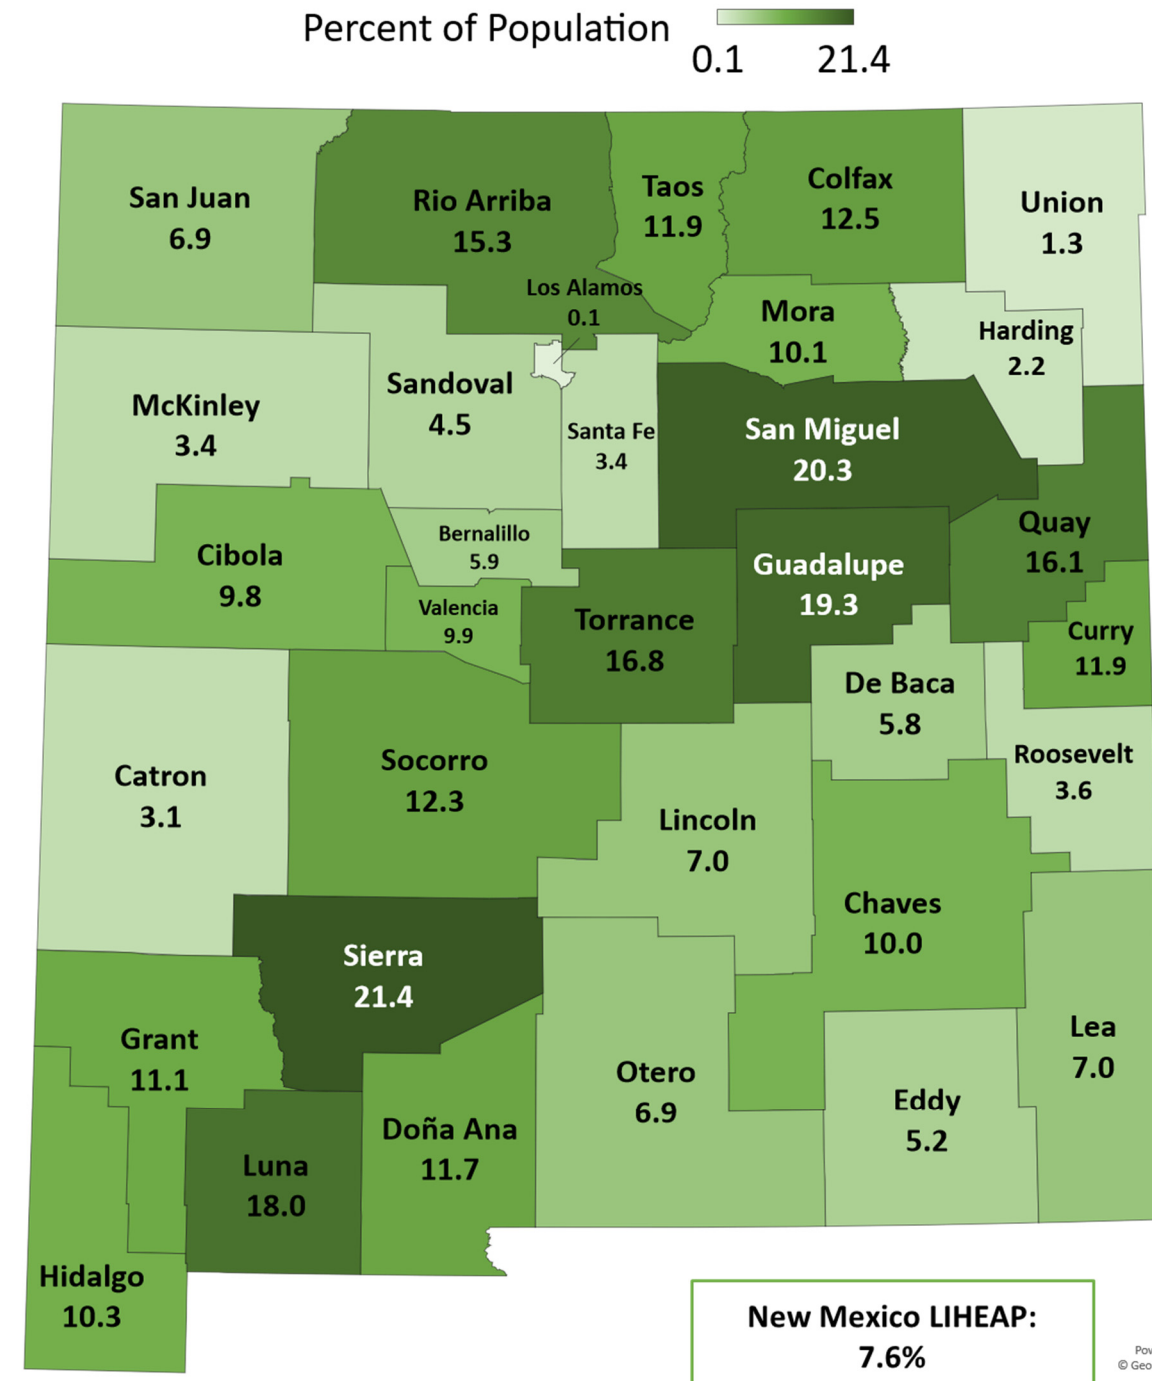 Percent of Population
0.1 21.4
San Juan
6.9
Rio Arriba
15.3
Taos
11.9
Colfax
12.5
Union
1.3
Los Alamos
0.1
Mora
10.1
Harding
2.2
McKinley
3.4
Sandoval
4.5
Santa Fe
3.4
San Miguel
20.3
Quay
16.1
Cibola
9.8
Bernalillo
5.9
Valencia
9.9
Torrance
16.8
Guadalupe
19.3
Curry
11.9
De Baca
5.8
Roosevelt
3.6
Catron
3.1
Socorro
12.3
Lincoln
7.0
Chaves
10.0
Sierra
21.4
Grant
11.1
Otero
6.9
Eddy
5.2
Lea
7.0
Luna
18.0
Doña Ana
11.7
Hidalgo
10.3
New Mexico LIHEAP:
7.6%
Pow
© Geo